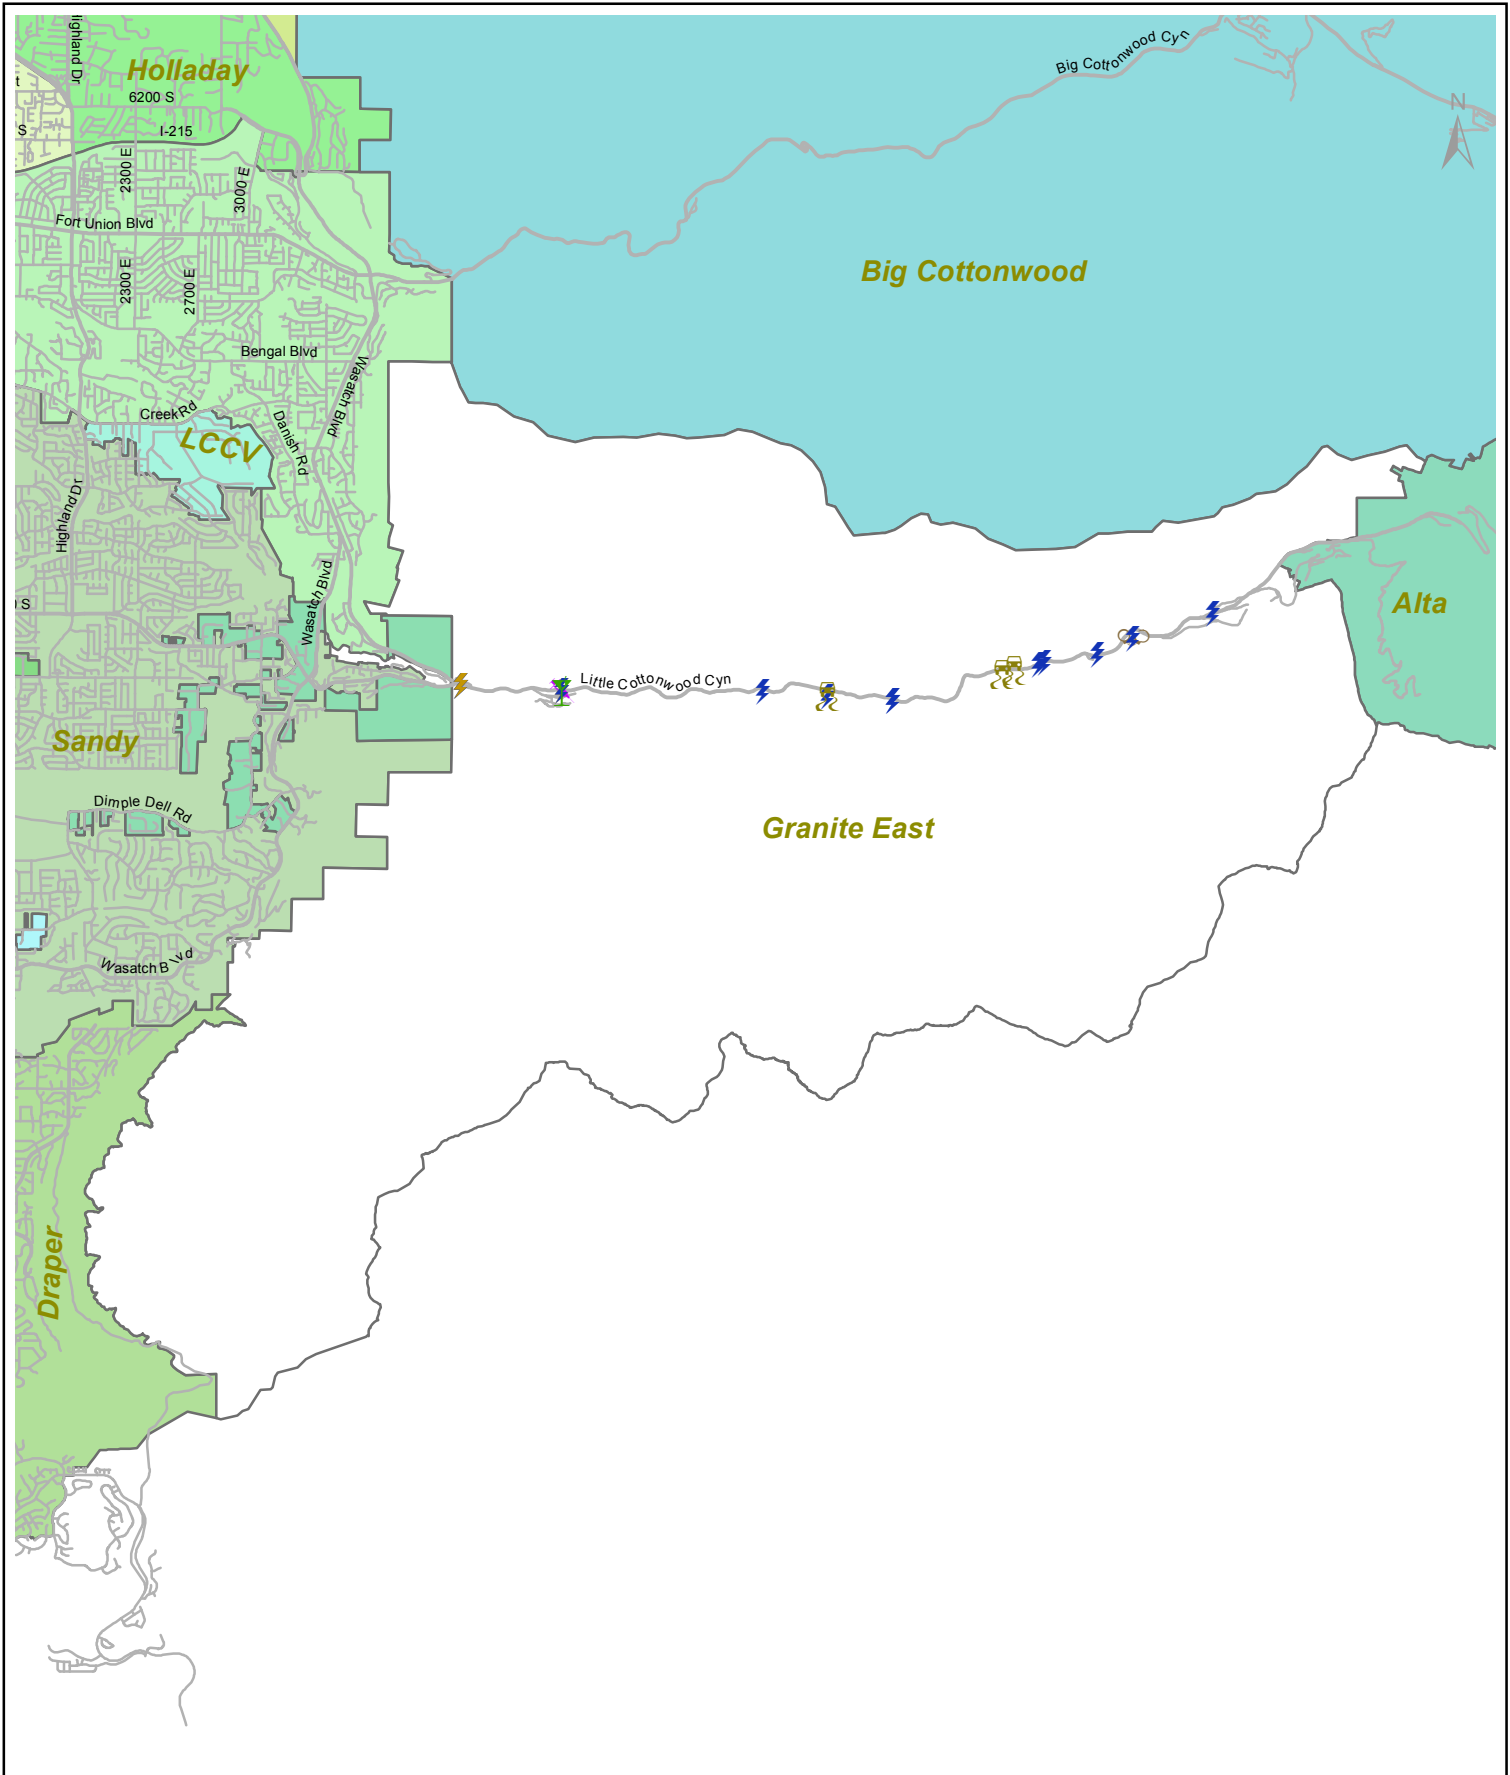 Highland Dr
Holladay
Big Cottonwood Cyn
t
6200 S
N
S
I-215
2300 E
3000 E
Fort Union Blvd
2300 E
2700 E
Big Cottonwood
Bengal Blvd
Wasatch Blvd
Creek Rd
LCCV
Danish Rd
Highland Dr
Wasatch Blvd
S
Alta
Little Cottonwood Cyn
Sandy
Dimple Dell Rd
Granite East
Wasatch Blvd
Draper